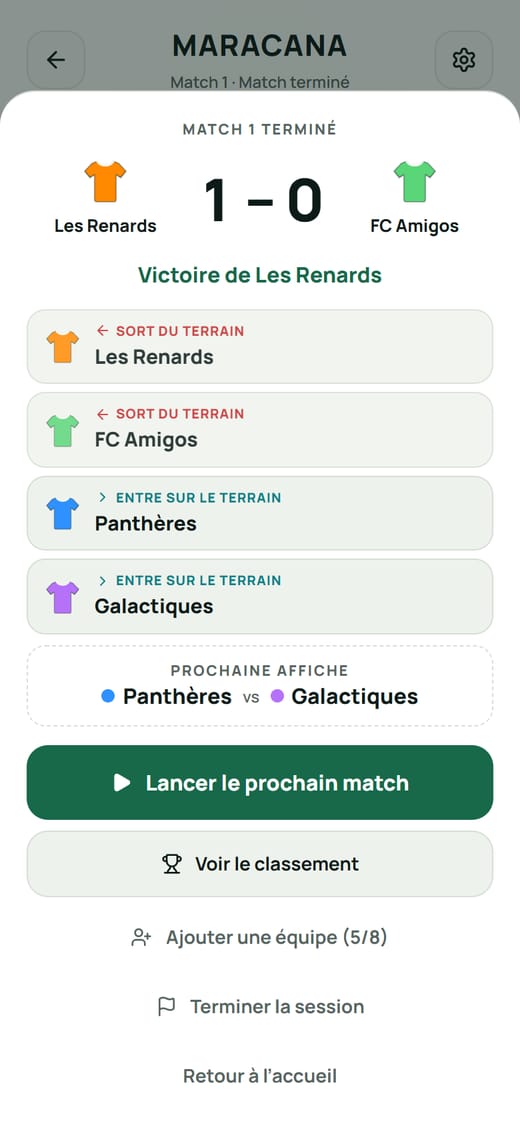 MARACANA
Match 1 · Match terminé
MATCH 1 TERMINÉ
Les Renards
1 – 0
FC Amigos
Victoire de Les Renards
← SORT DU TERRAIN
Les Renards
← SORT DU TERRAIN
FC Amigos
> ENTRE SUR LE TERRAIN
Panthères
> ENTRE SUR LE TERRAIN
Galactiques
PROCHAINE AFFICHE
Panthères vs Galactiques
Lancer le prochain match
Voir le classement
Ajouter une équipe (5/8)
Terminer la session
Retour à l’accueil